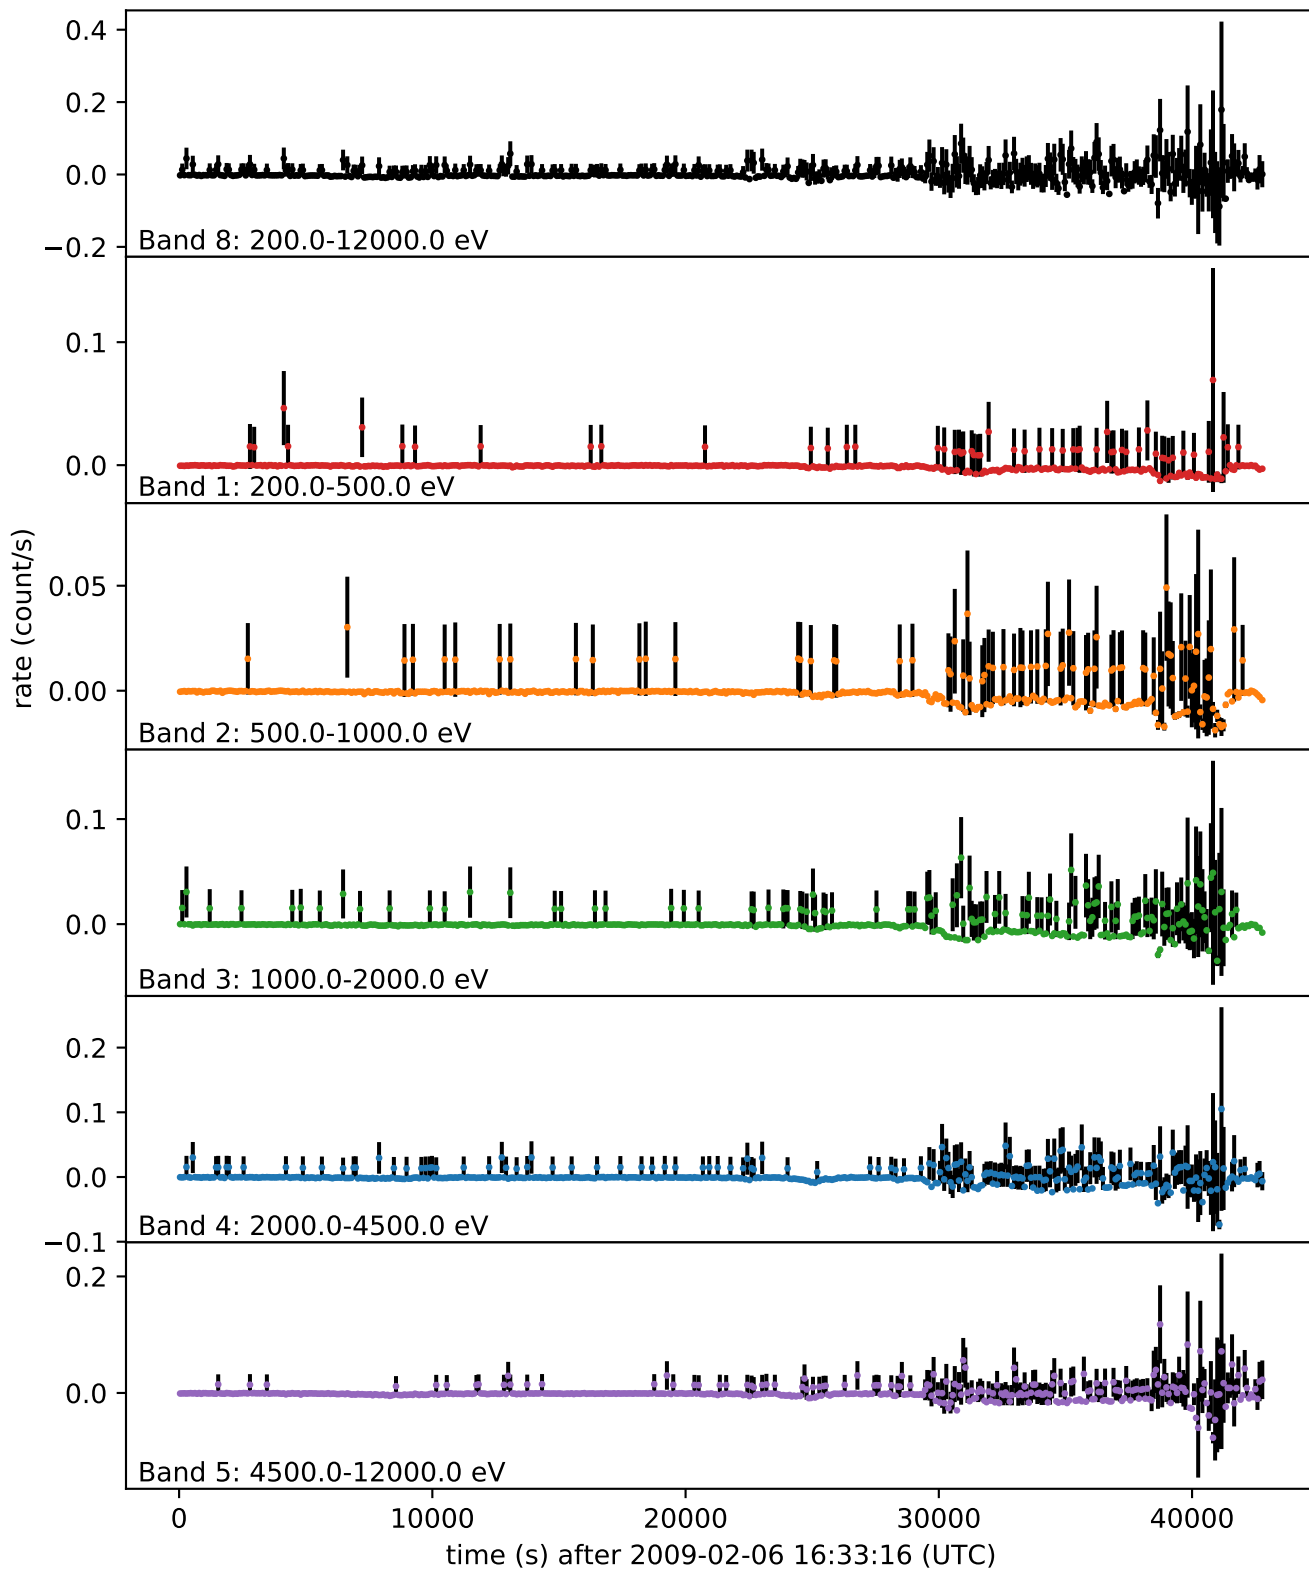 0.4
0.2
0.0
−0.2
Band 8: 200.0-12000.0 eV
0.1
0.0
Band 1: 200.0-500.0 eV
rate (count/s)
0.05
0.00
Band 2: 500.0-1000.0 eV
0.1
0.0
Band 3: 1000.0-2000.0 eV
0.2
0.1
0.0
−0.1
Band 4: 2000.0-4500.0 eV
0.2
0.0
Band 5: 4500.0-12000.0 eV
0 10000 20000 30000 40000
time (s) after 2009-02-06 16:33:16 (UTC)